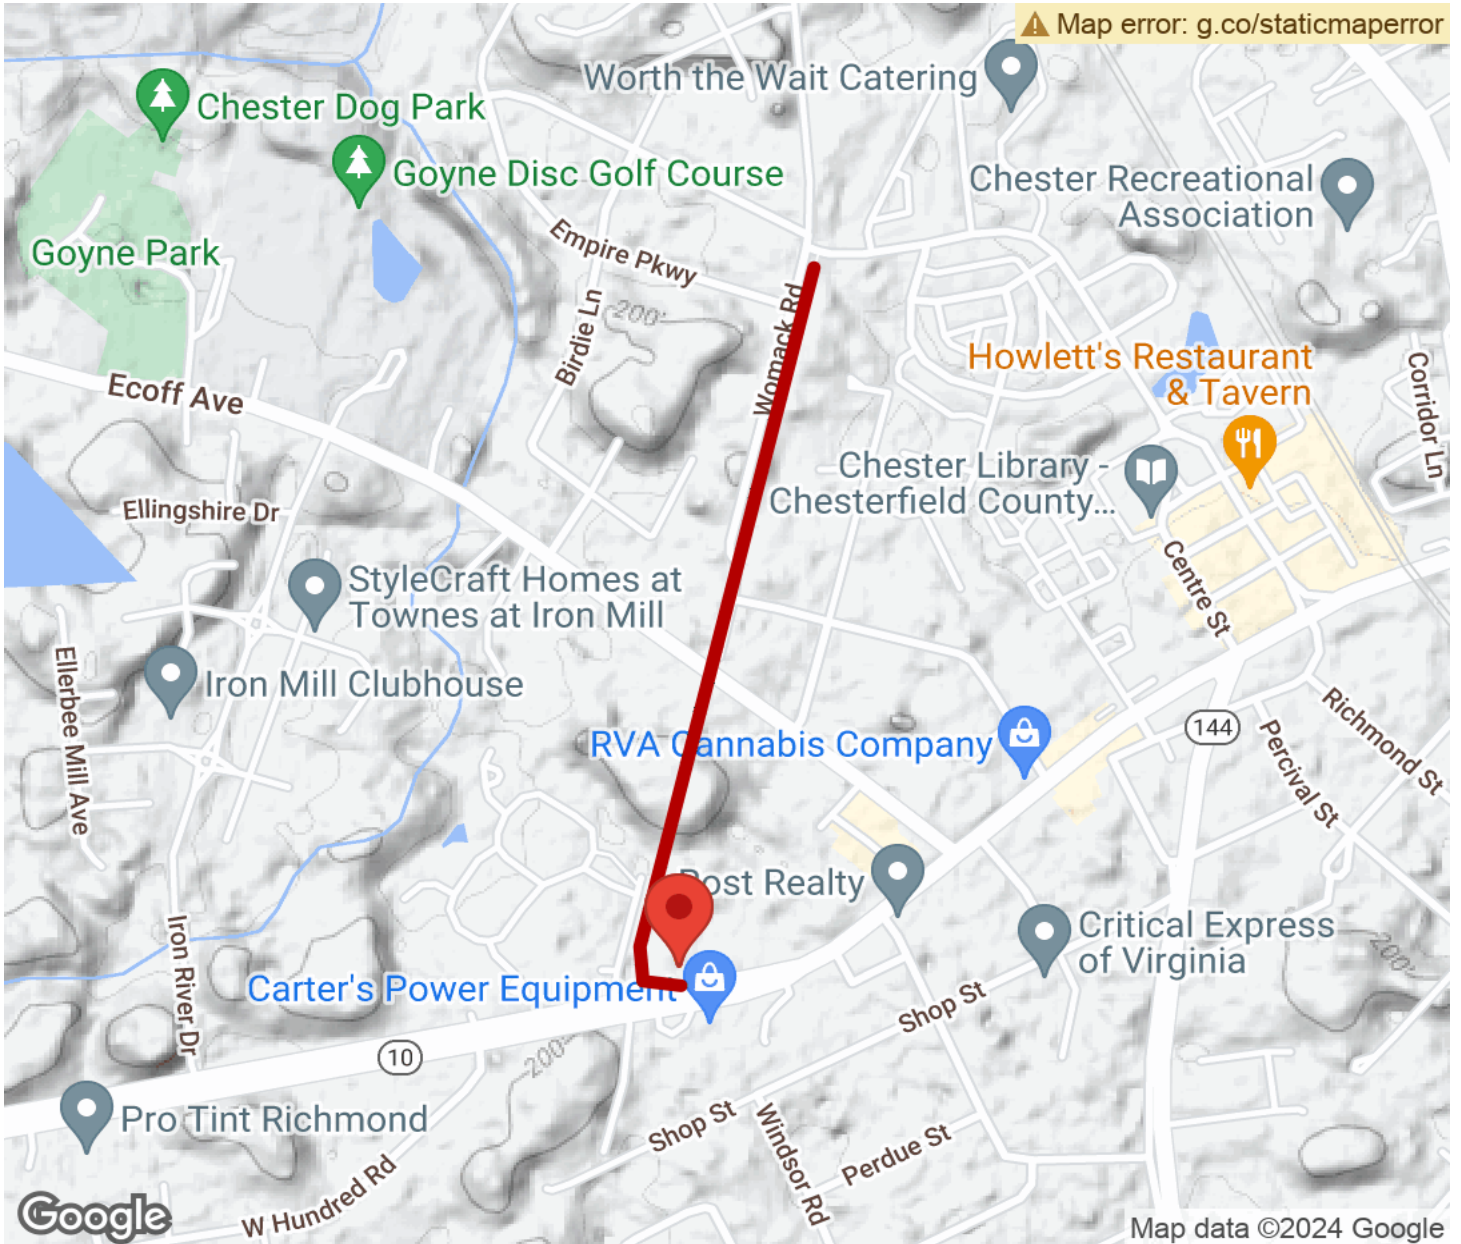 Map error: g.co/staticmaperror
Worth the Wait Catering
Chester Dog Park
Goyne Disc Golf Course
Chester Recreational
Association
Goyne Park
Empire Pkwy
Birdie Ln
200'
Womack Rd
Howlett's Restaurant
& Tavern
Corridor Ln
Ecoff Ave
Chester Library -
Chesterfield County...
Ellingshire Dr
Centre St
StyleCraft Homes at
Townes at Iron Mill
Iron Mill Clubhouse
Ellerbee Mill Ave
RVA Cannabis Company
144
Richmond St
Percival St
Post Realty
Critical Express
of Virginia
200'
Iron River Dr
Carter's Power Equipment
Shop St
10
200'
Pro Tint Richmond
Shop St
Windsor Rd
Perdue St
W Hundred Rd
Google
Map data ©2024 Google